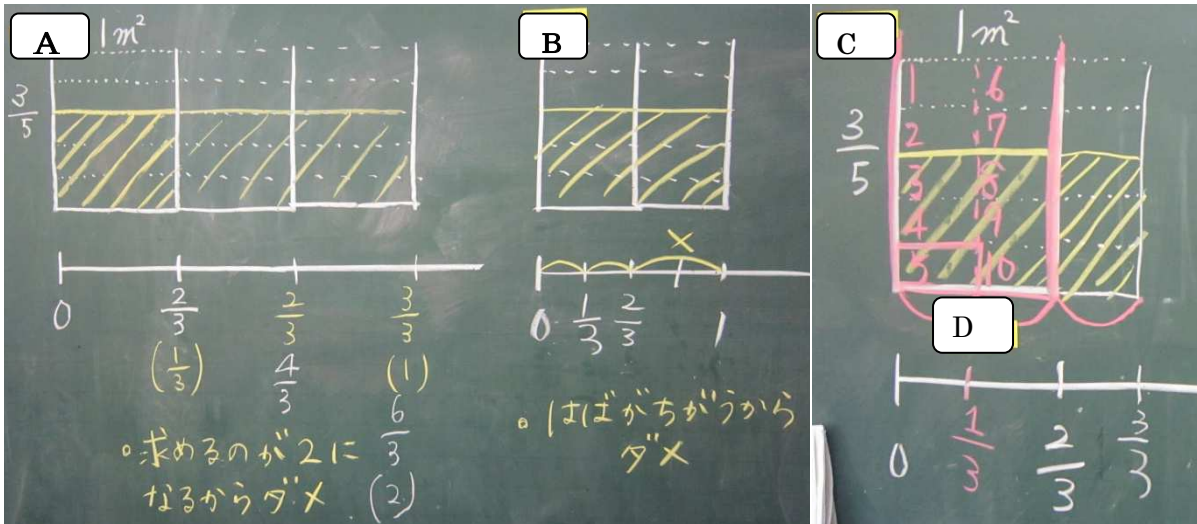 A
1m²
3/5
0
2/3
2/3
3/3
(1/3)
4/3
(1)
6/3
(2)
。求めるのが2に
なるからダメ
B
×
0
1/3
2/3
1
。はばがちがうから
ダメ
C
1m²
3/5
1 6
2 7
3 8
4 9
5 10
D
0
1/3
2/3
3/3